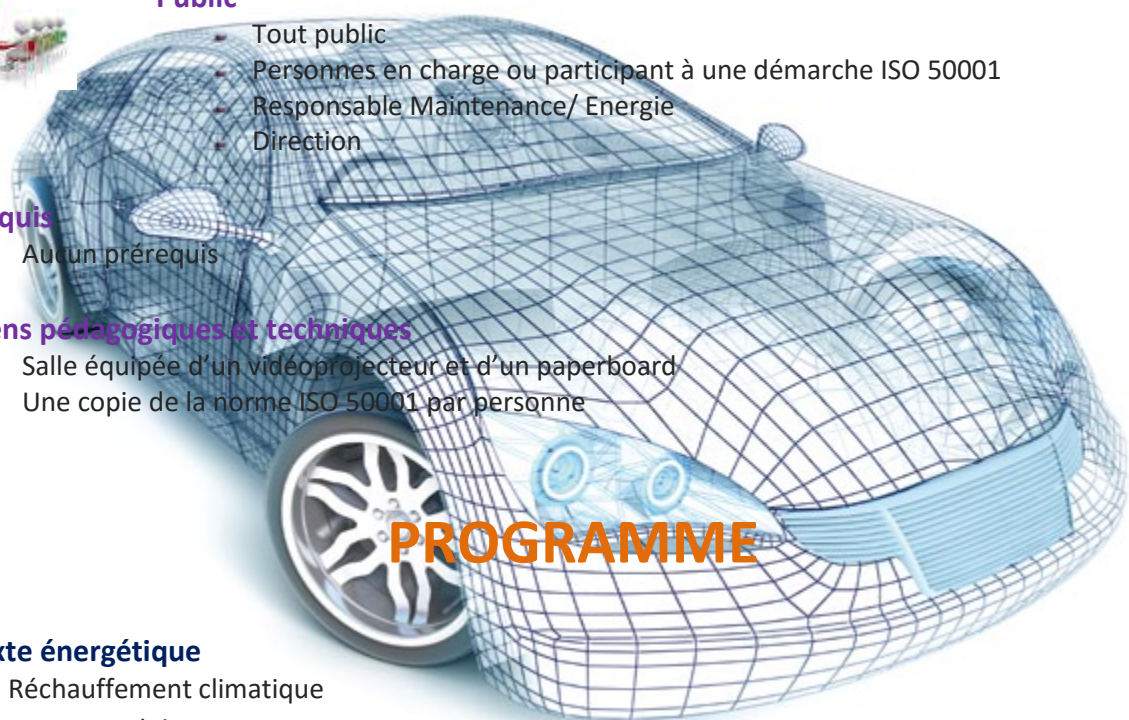 Public
Tout public
Personnes en charge ou participant à une démarche ISO 50001
Responsable Maintenance/ Energie
Direction
quis
Aucun prérequis
ens pédagogiques et techniques
Salle équipée d'un vidéoprojecteur et d'un paperboard
Une copie de la norme ISO 50001 par personne
PROGRAMME
xte énergétique
Réchauffement climatique